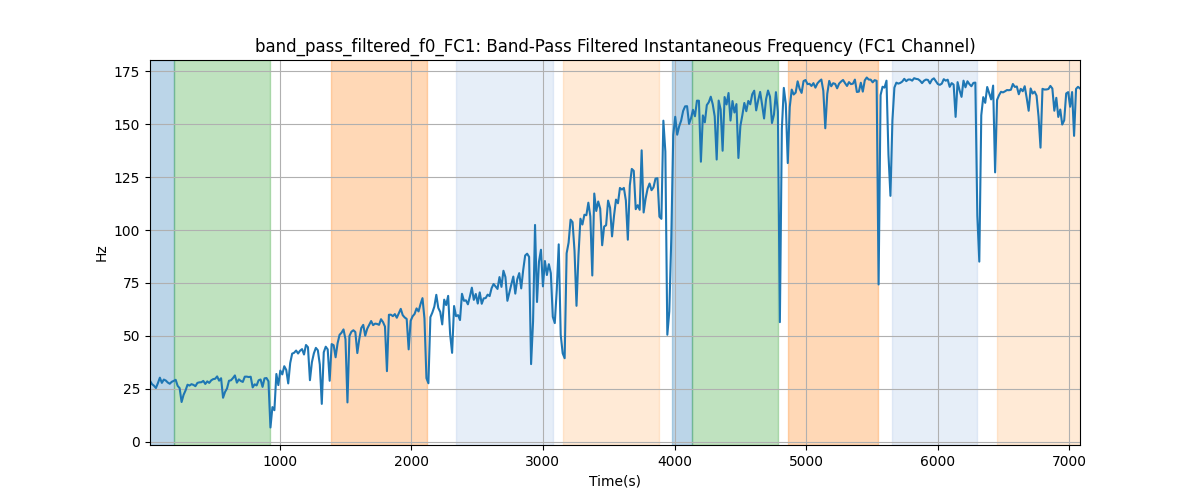 band_pass_filtered_f0_FC1: Band-Pass Filtered Instantaneous Frequency (FC1 Channel)
175
150
125
100
75
50
25
0
Hz
1000 2000 3000 4000 5000 6000 7000
Time(s)